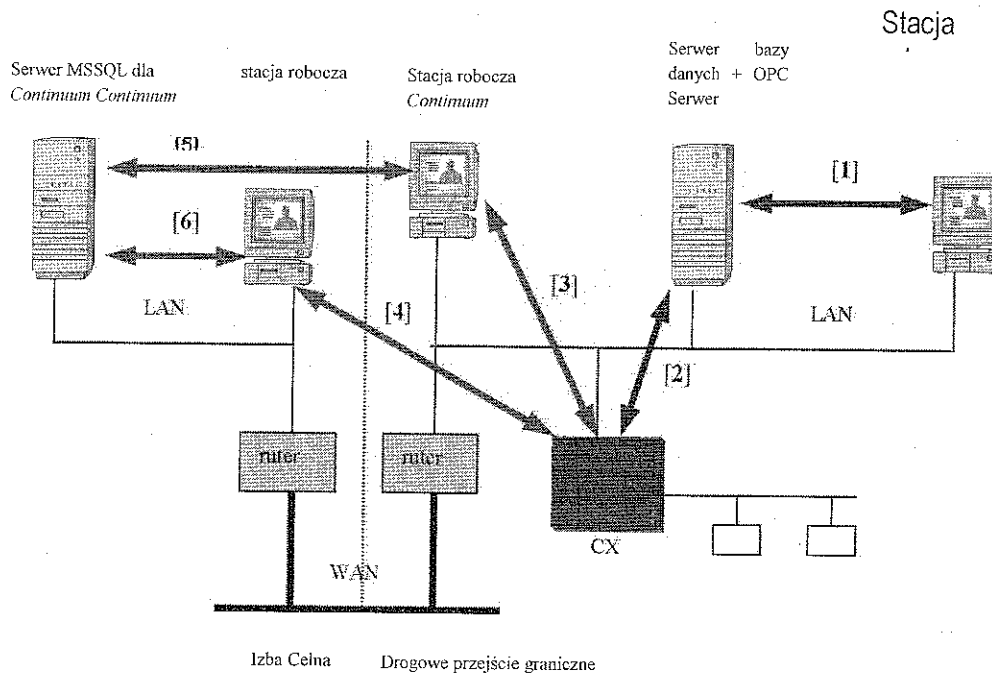 Stacja
Serwer MSSQL dla
Continuum Continuum
stacja robocza
Stacja robocza
Continuum
Serwer bazy
danych + OPC
Serwer
[5]
[1]
[6]
[3]
[4]
[2]
LAN
LAN
ruter
ruter
CX
WAN
Izba Celna
Drogowe przejście graniczne